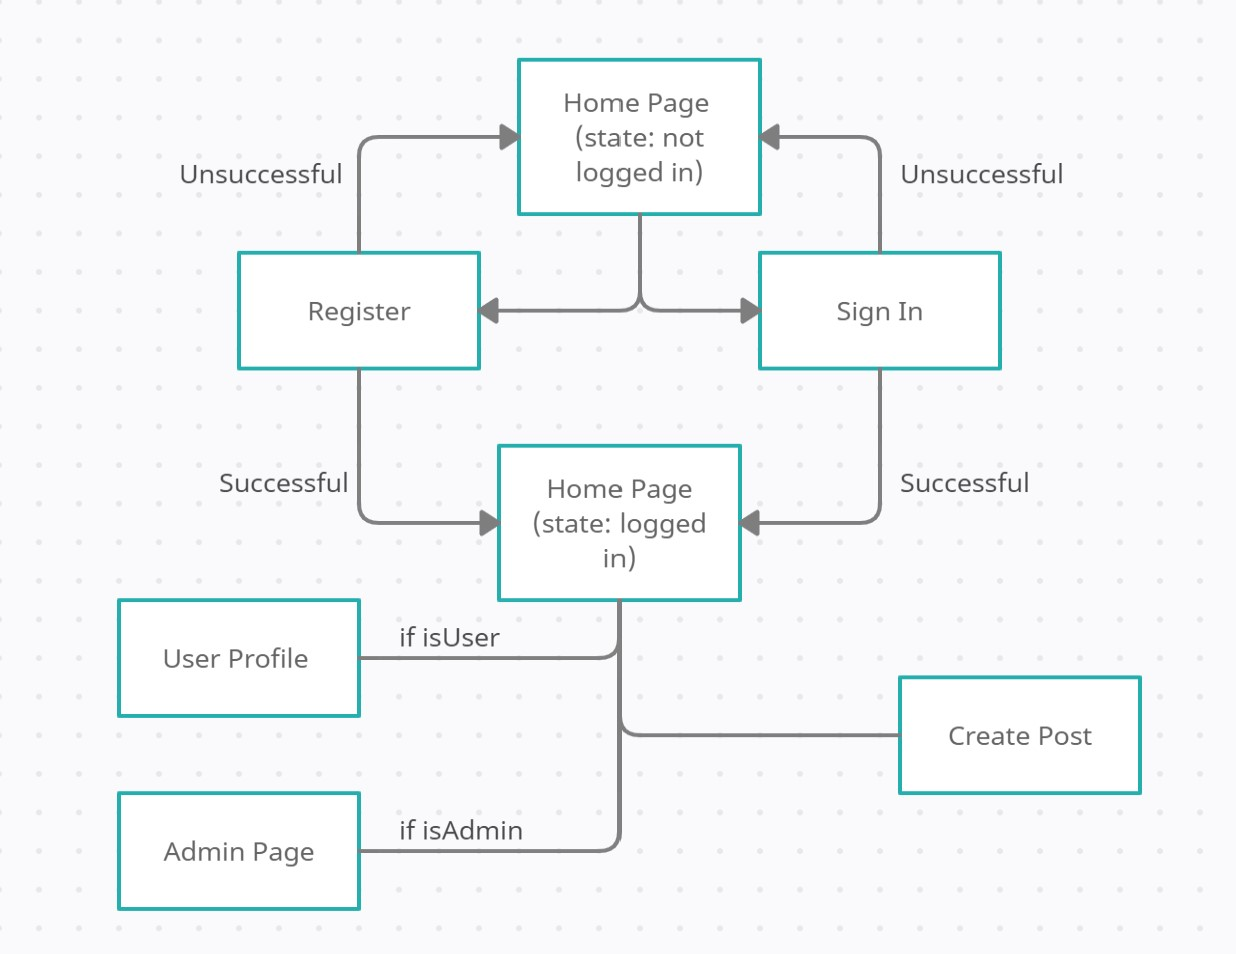 Home Page
(state: not
logged in)
Unsuccessful
Unsuccessful
Register
Sign In
Successful
Home Page
(state: logged
in)
Successful
User Profile
if isUser
Create Post
Admin Page
if isAdmin